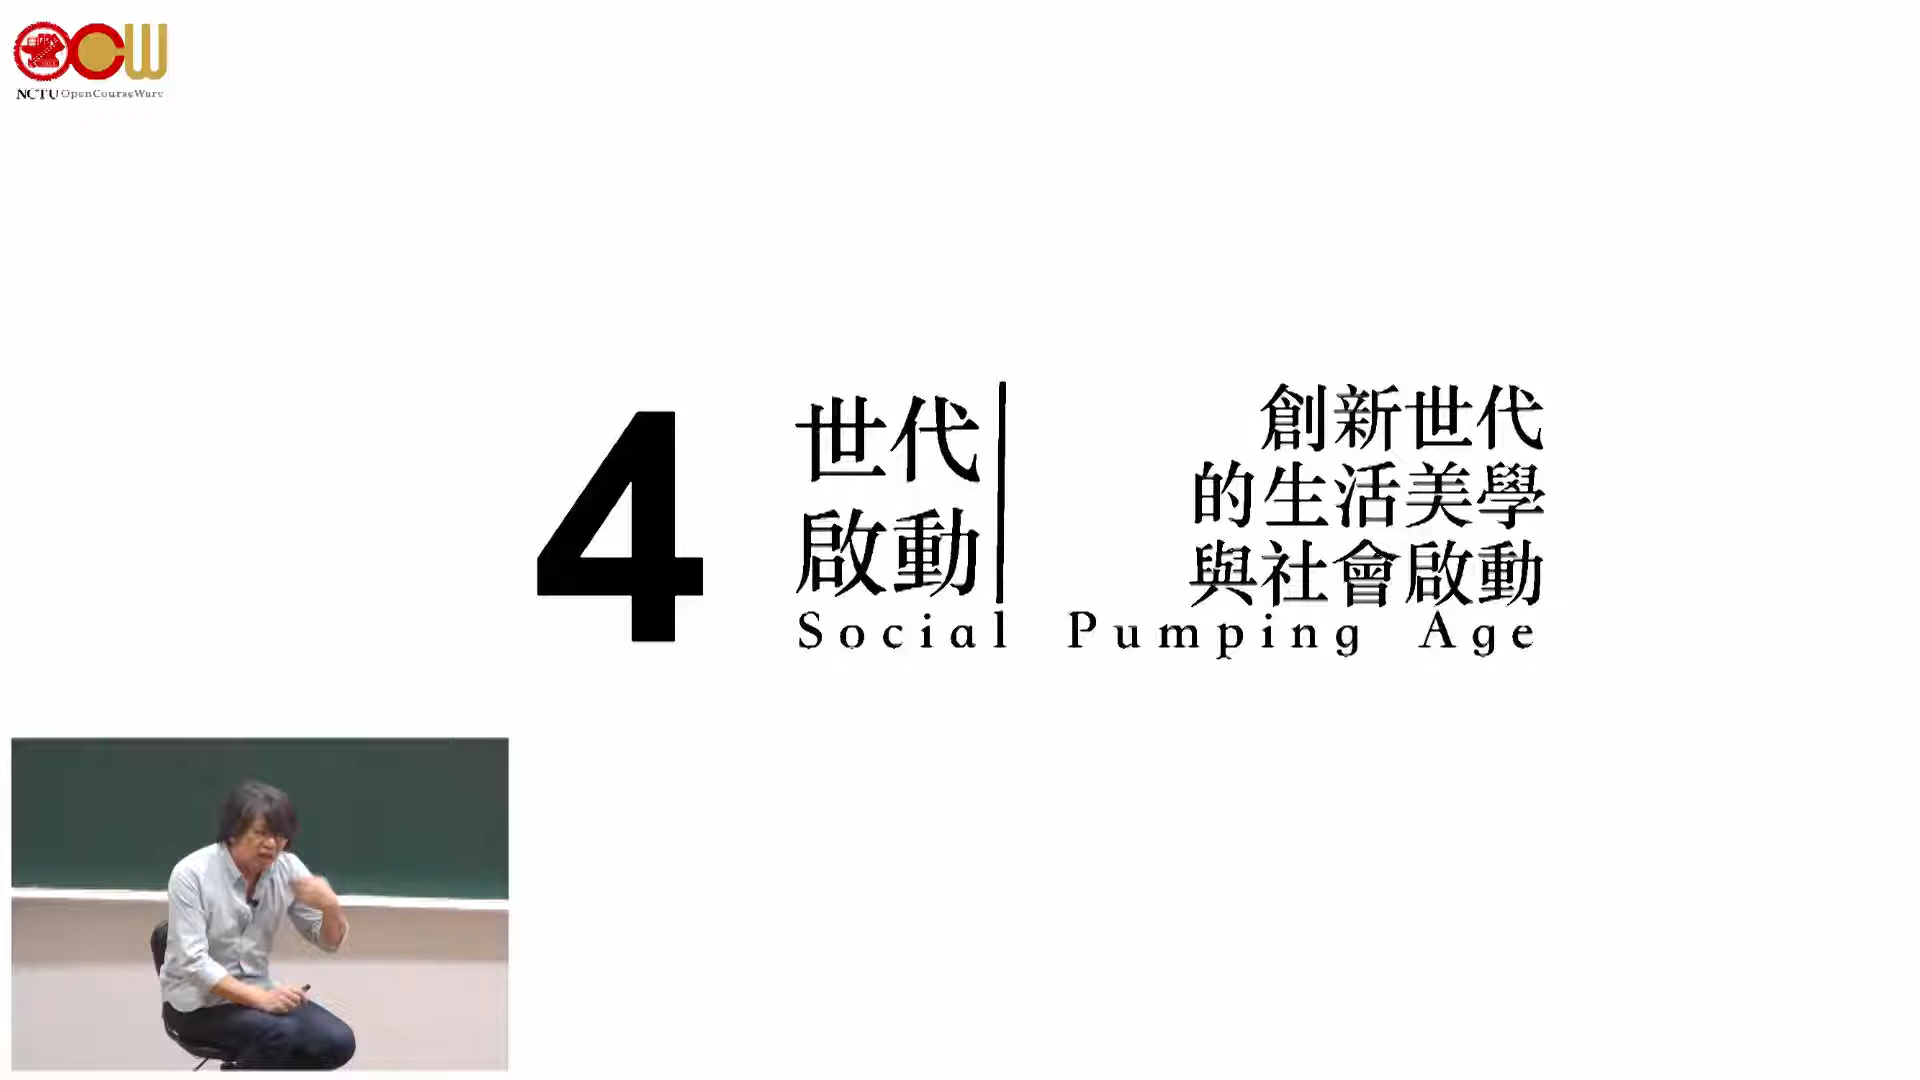 NCTU OpenCourseWare
4
世代
啟動
創新世代
的生活美學
與社會啟動
Social Pumping Age